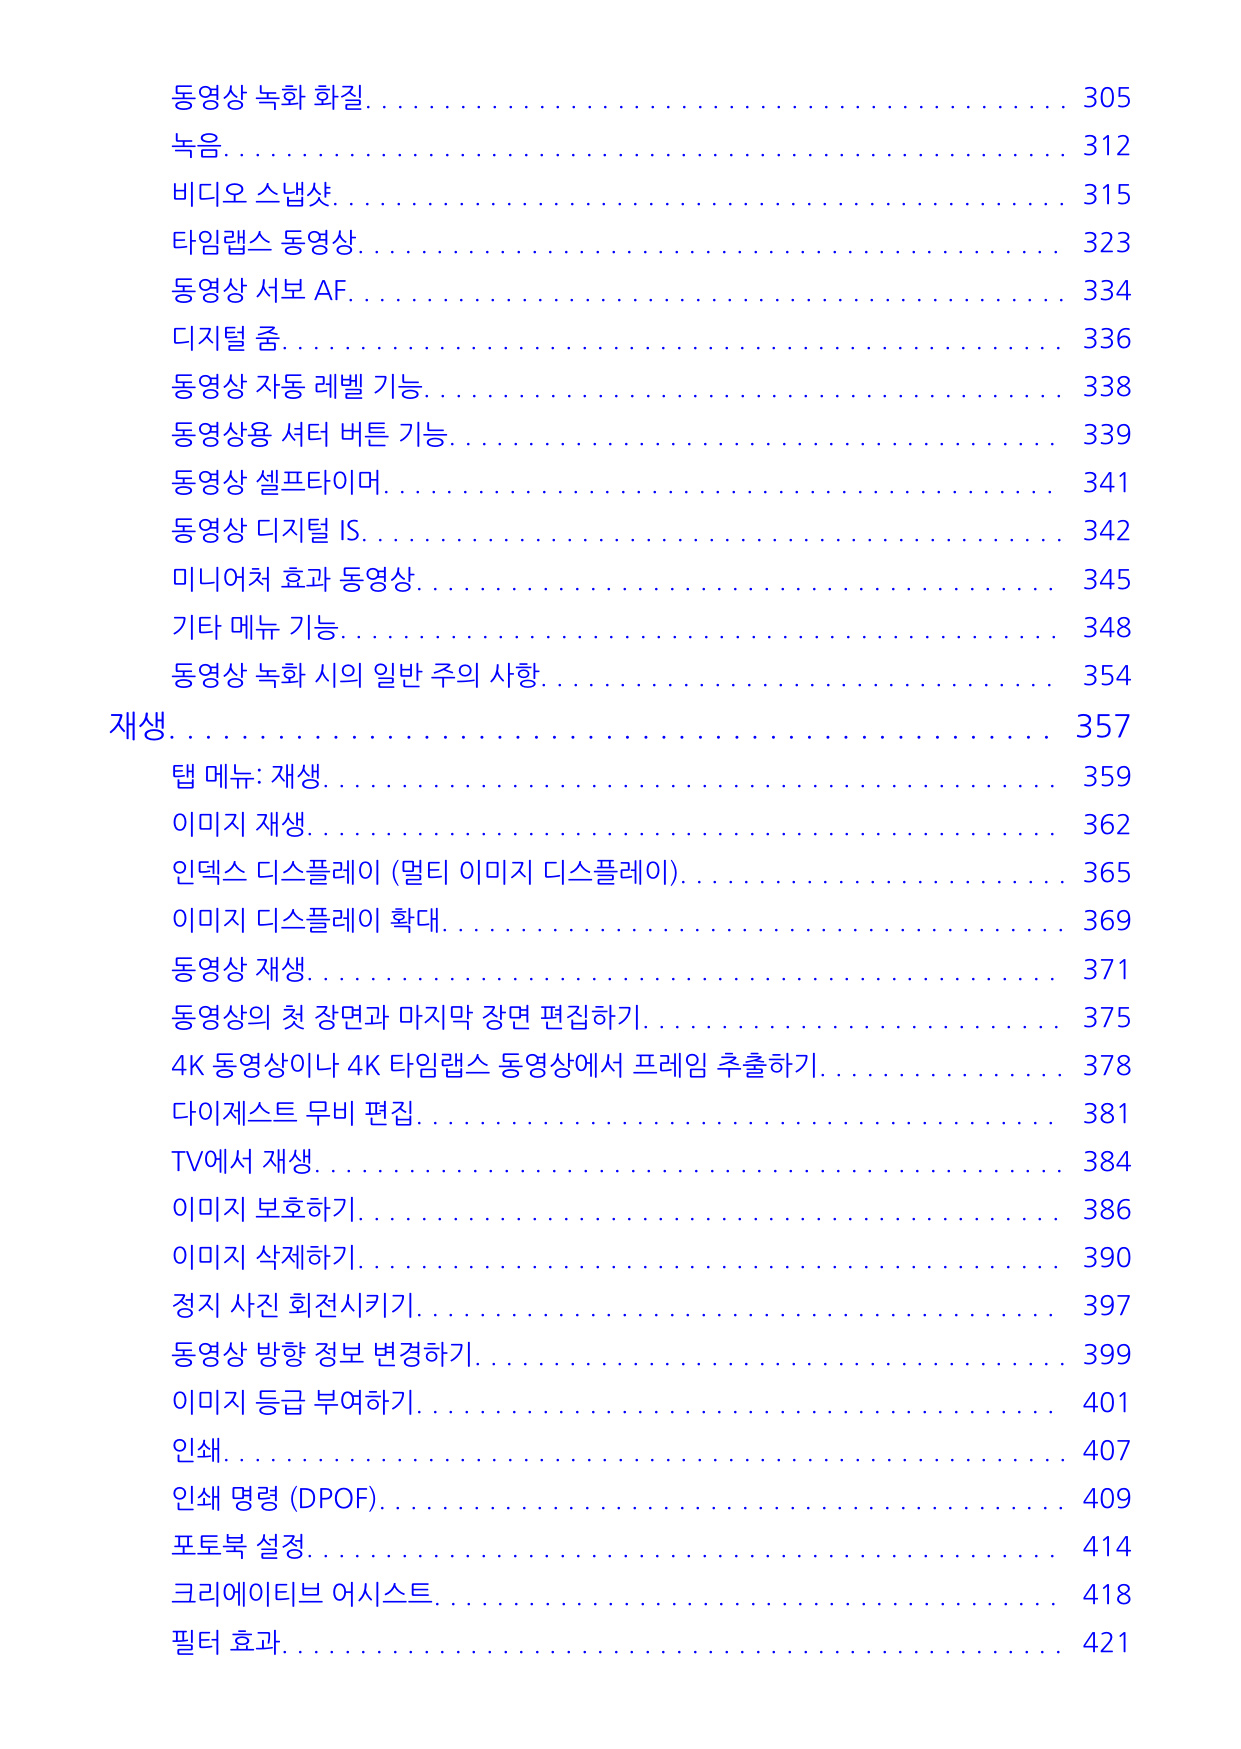 동영상 녹화 화질. . . . . . . . . . . . . . . . . . . . . . . . . . . . . . . . . . . . . . . . . . . . . 305
녹음. . . . . . . . . . . . . . . . . . . . . . . . . . . . . . . . . . . . . . . . . . . . . . . . . . . . . . 312
비디오 스냅샷. . . . . . . . . . . . . . . . . . . . . . . . . . . . . . . . . . . . . . . . . . . . . . . 315
타임랩스 동영상. . . . . . . . . . . . . . . . . . . . . . . . . . . . . . . . . . . . . . . . . . . . . 323
동영상 서보 AF. . . . . . . . . . . . . . . . . . . . . . . . . . . . . . . . . . . . . . . . . . . . . . 334
디지털 줌. . . . . . . . . . . . . . . . . . . . . . . . . . . . . . . . . . . . . . . . . . . . . . . . . . 336
동영상 자동 레벨 기능. . . . . . . . . . . . . . . . . . . . . . . . . . . . . . . . . . . . . . . . . 338
동영상용 셔터 버튼 기능. . . . . . . . . . . . . . . . . . . . . . . . . . . . . . . . . . . . . . . 339
동영상 셀프타이머. . . . . . . . . . . . . . . . . . . . . . . . . . . . . . . . . . . . . . . . . . . 341
동영상 디지털 IS. . . . . . . . . . . . . . . . . . . . . . . . . . . . . . . . . . . . . . . . . . . . . 342
미니어처 효과 동영상. . . . . . . . . . . . . . . . . . . . . . . . . . . . . . . . . . . . . . . . . 345
기타 메뉴 기능. . . . . . . . . . . . . . . . . . . . . . . . . . . . . . . . . . . . . . . . . . . . . . 348
동영상 녹화 시의 일반 주의 사항. . . . . . . . . . . . . . . . . . . . . . . . . . . . . . . . . 354
재생. . . . . . . . . . . . . . . . . . . . . . . . . . . . . . . . . . . . . . . . . . . . . . . . . 357
탭 메뉴: 재생. . . . . . . . . . . . . . . . . . . . . . . . . . . . . . . . . . . . . . . . . . . . . . . 359
이미지 재생. . . . . . . . . . . . . . . . . . . . . . . . . . . . . . . . . . . . . . . . . . . . . . . . 362
인덱스 디스플레이 (멀티 이미지 디스플레이). . . . . . . . . . . . . . . . . . . . . . . . . 365
이미지 디스플레이 확대. . . . . . . . . . . . . . . . . . . . . . . . . . . . . . . . . . . . . . . . 369
동영상 재생. . . . . . . . . . . . . . . . . . . . . . . . . . . . . . . . . . . . . . . . . . . . . . . . 371
동영상의 첫 장면과 마지막 장면 편집하기. . . . . . . . . . . . . . . . . . . . . . . . . . . 375
4K 동영상이나 4K 타임랩스 동영상에서 프레임 추출하기. . . . . . . . . . . . . . . . 378
다이제스트 무비 편집. . . . . . . . . . . . . . . . . . . . . . . . . . . . . . . . . . . . . . . . . 381
TV에서 재생. . . . . . . . . . . . . . . . . . . . . . . . . . . . . . . . . . . . . . . . . . . . . . . . 384
이미지 보호하기. . . . . . . . . . . . . . . . . . . . . . . . . . . . . . . . . . . . . . . . . . . . . 386
이미지 삭제하기. . . . . . . . . . . . . . . . . . . . . . . . . . . . . . . . . . . . . . . . . . . . . 390
정지 사진 회전시키기. . . . . . . . . . . . . . . . . . . . . . . . . . . . . . . . . . . . . . . . . 397
동영상 방향 정보 변경하기. . . . . . . . . . . . . . . . . . . . . . . . . . . . . . . . . . . . . . 399
이미지 등급 부여하기. . . . . . . . . . . . . . . . . . . . . . . . . . . . . . . . . . . . . . . . . 401
인쇄. . . . . . . . . . . . . . . . . . . . . . . . . . . . . . . . . . . . . . . . . . . . . . . . . . . . . . 407
인쇄 명령 (DPOF). . . . . . . . . . . . . . . . . . . . . . . . . . . . . . . . . . . . . . . . . . . . 409
포토북 설정. . . . . . . . . . . . . . . . . . . . . . . . . . . . . . . . . . . . . . . . . . . . . . . . 414
크리에이티브 어시스트. . . . . . . . . . . . . . . . . . . . . . . . . . . . . . . . . . . . . . . . 418
필터 효과. . . . . . . . . . . . . . . . . . . . . . . . . . . . . . . . . . . . . . . . . . . . . . . . . . 421